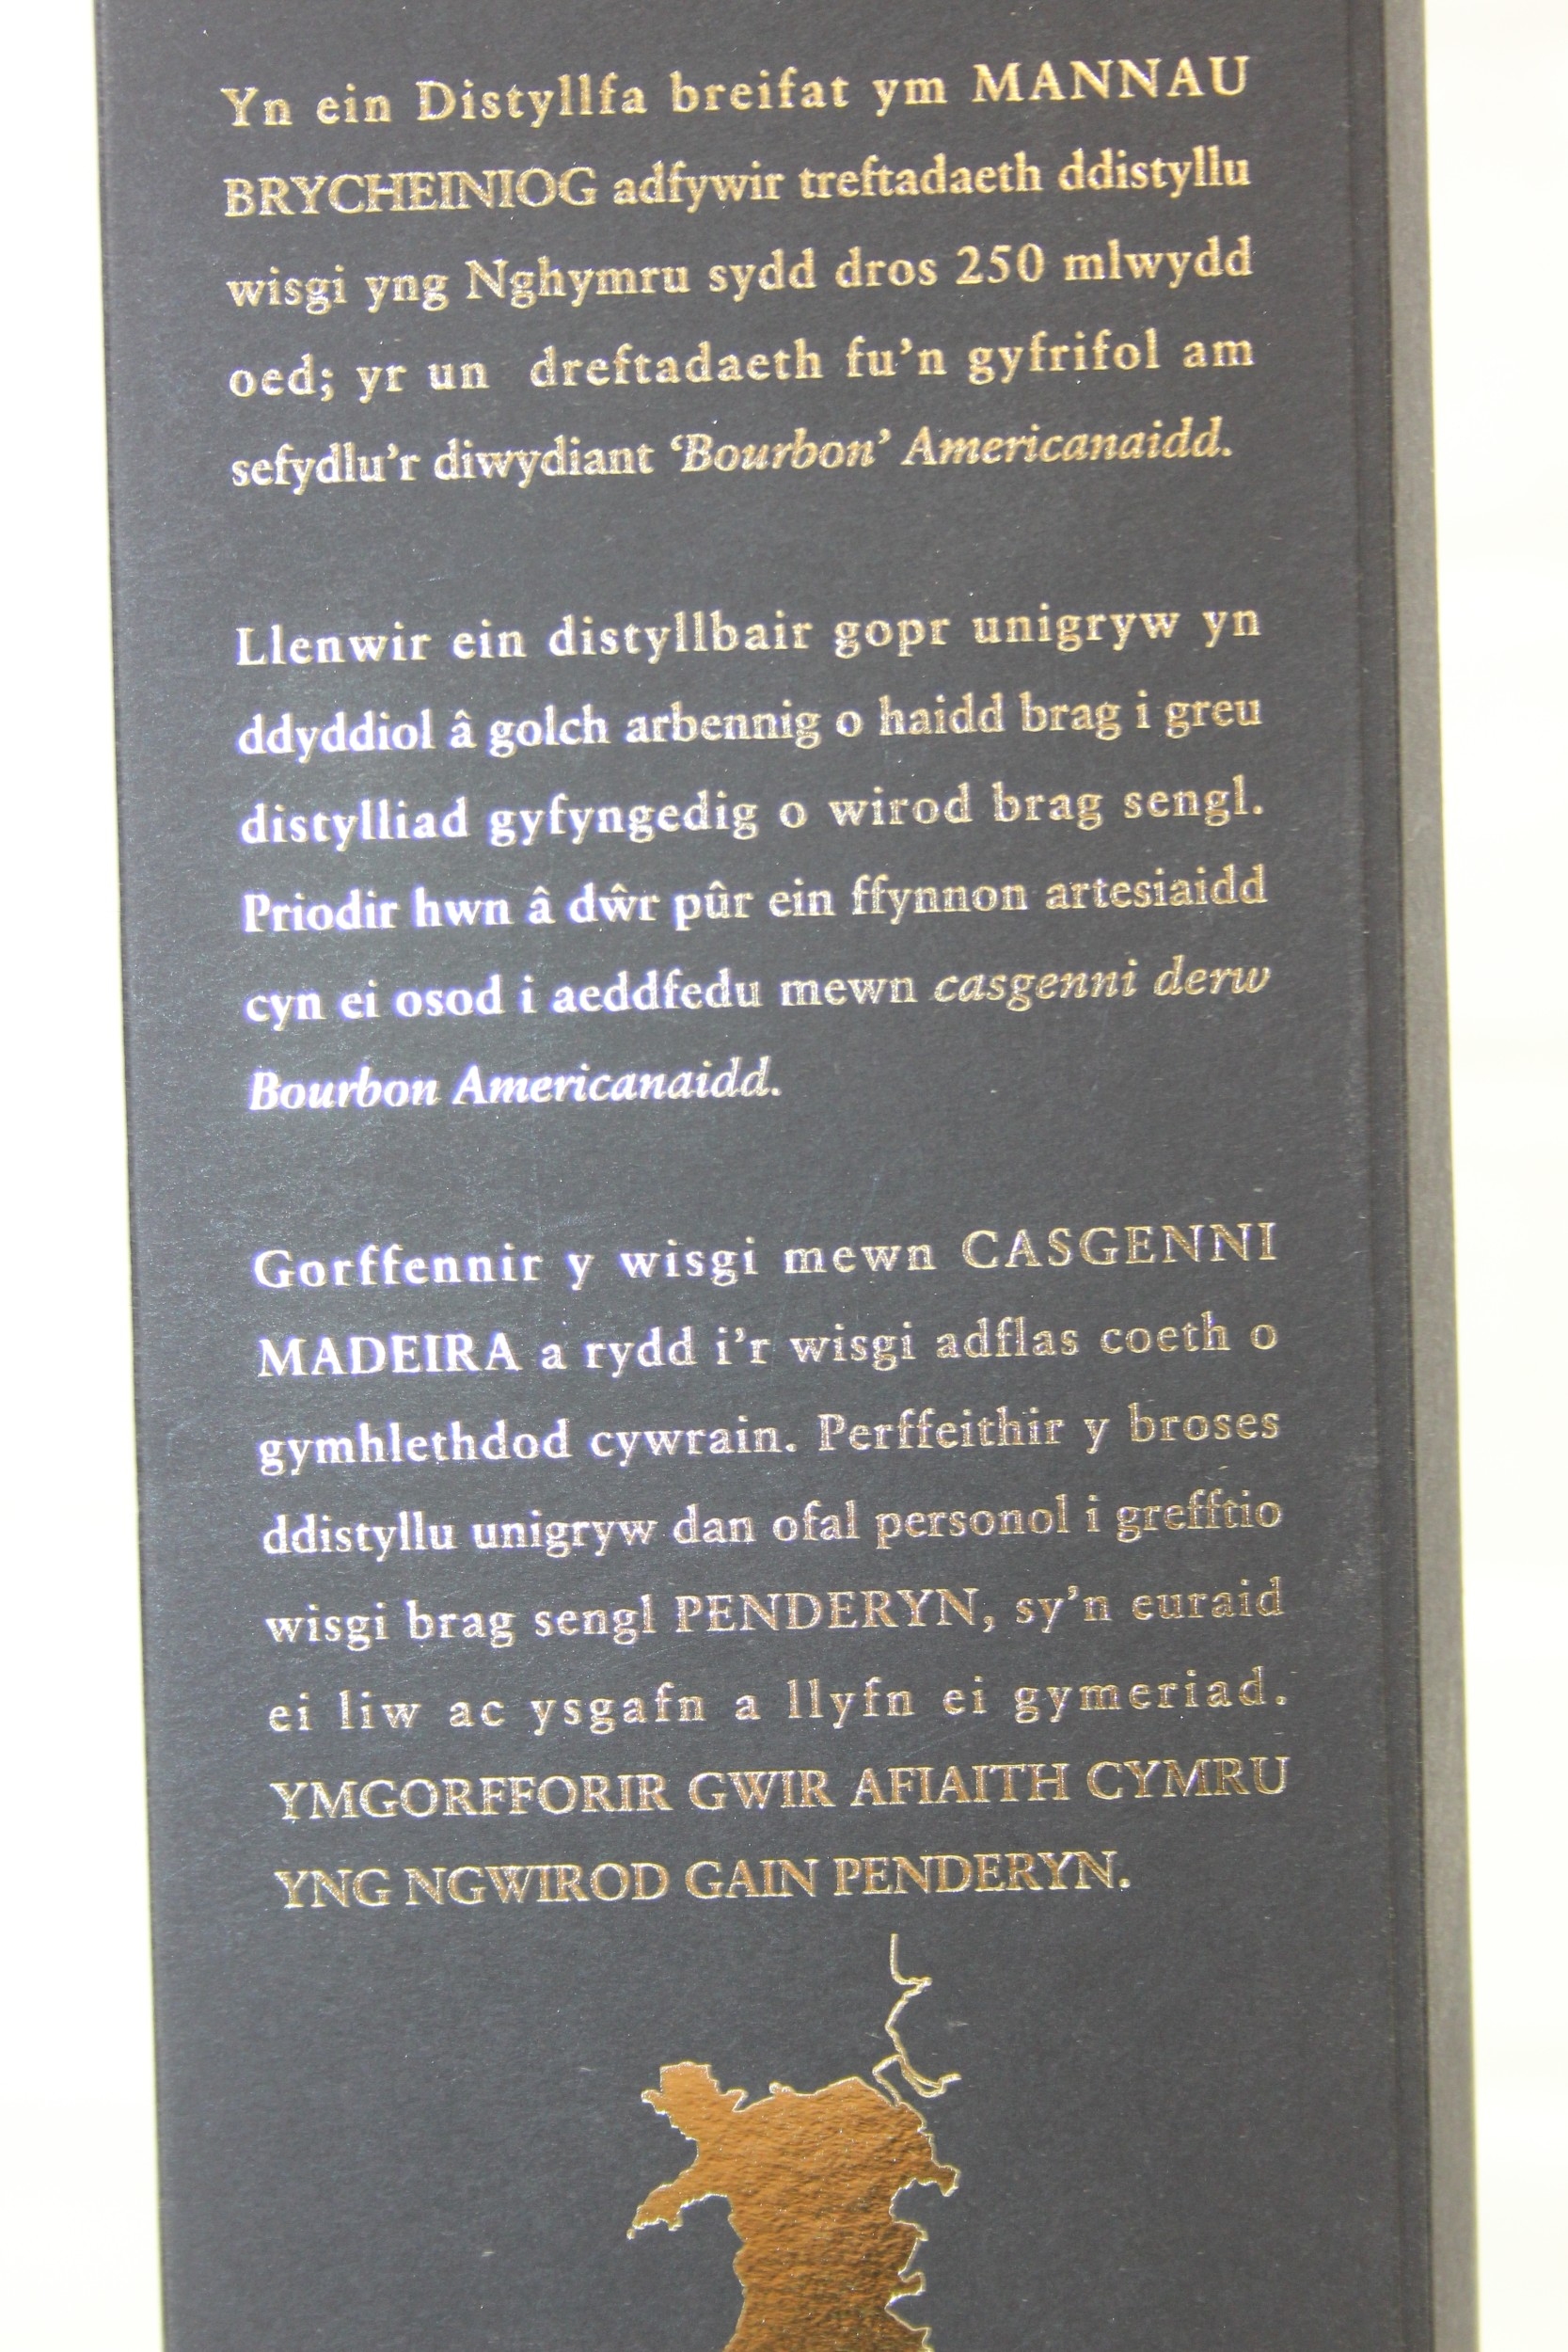 Yn ein Distyllfa breifat ym MANNAU
BRYCHEINIOG adfywir treftadaeth ddistyllu
wisgi yng Nghymru sydd dros 250 mlwydd
oed; yr un dreftadaeth fu’n gyfrifol am
sefydlu’r diwydiant ‘Bourbon’ Americanaidd.
Llenwir ein distyllbair gopr unigryw yn
ddyddiol â golch arbennig o haidd brag i greu
distylliad gyfyngedig o wirod brag sengl.
Priodir hwn â dŵr pûr ein ffynnon artesiaidd
cyn ei osod i aeddfedu mewn casgenni derw
Bourbon Americanaidd.
Gorffennir y wisgi mewn CASGENNI
MADEIRA a rydd i’r wisgi adflas coeth o
gymhlethdod cywrain. Perffeithir y broses
ddistyllu unigryw dan ofal personol i grefftio
wisgi brag sengl PENDERYN, sy’n euraid
ei liw ac ysgafn a llyfn ei gymeriad.
YMGORFFORIR GWIR AFIAITH CYMRU
YNG NGWIROD GAIN PENDERYN.